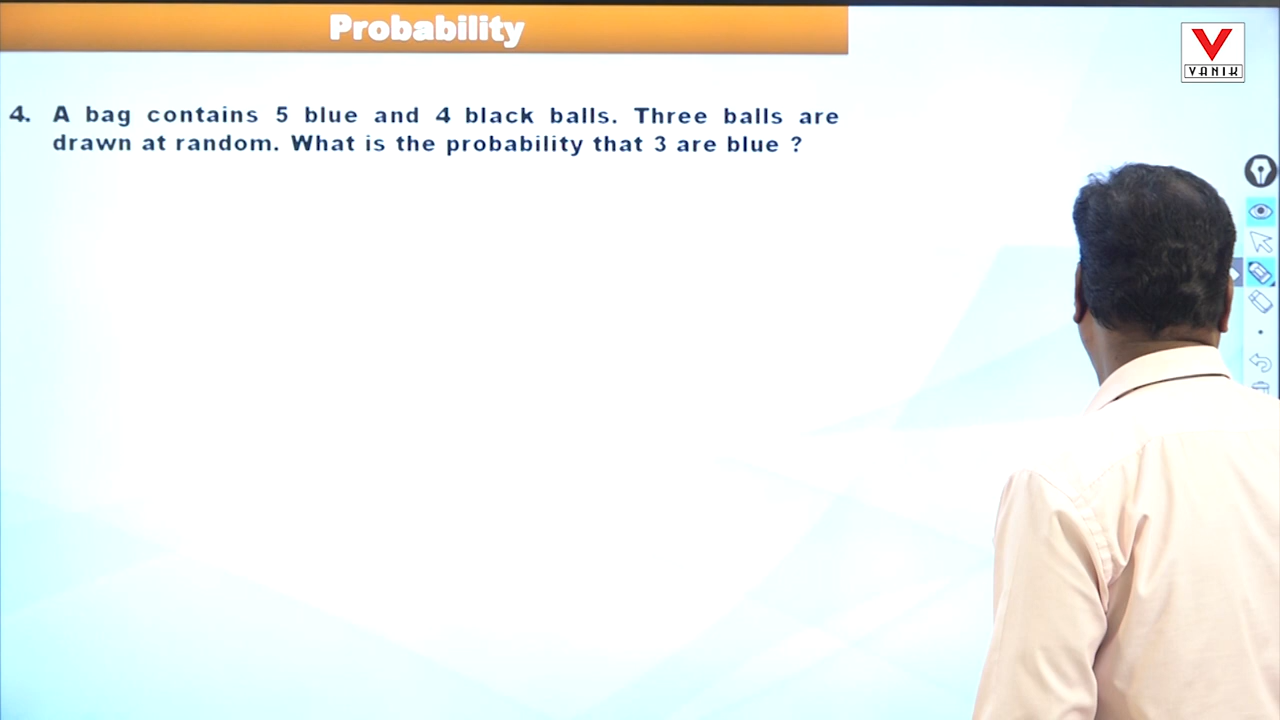 Probability
VANIK
4. A bag contains 5 blue and 4 black balls. Three balls are
drawn at random. What is the probability that 3 are blue ?